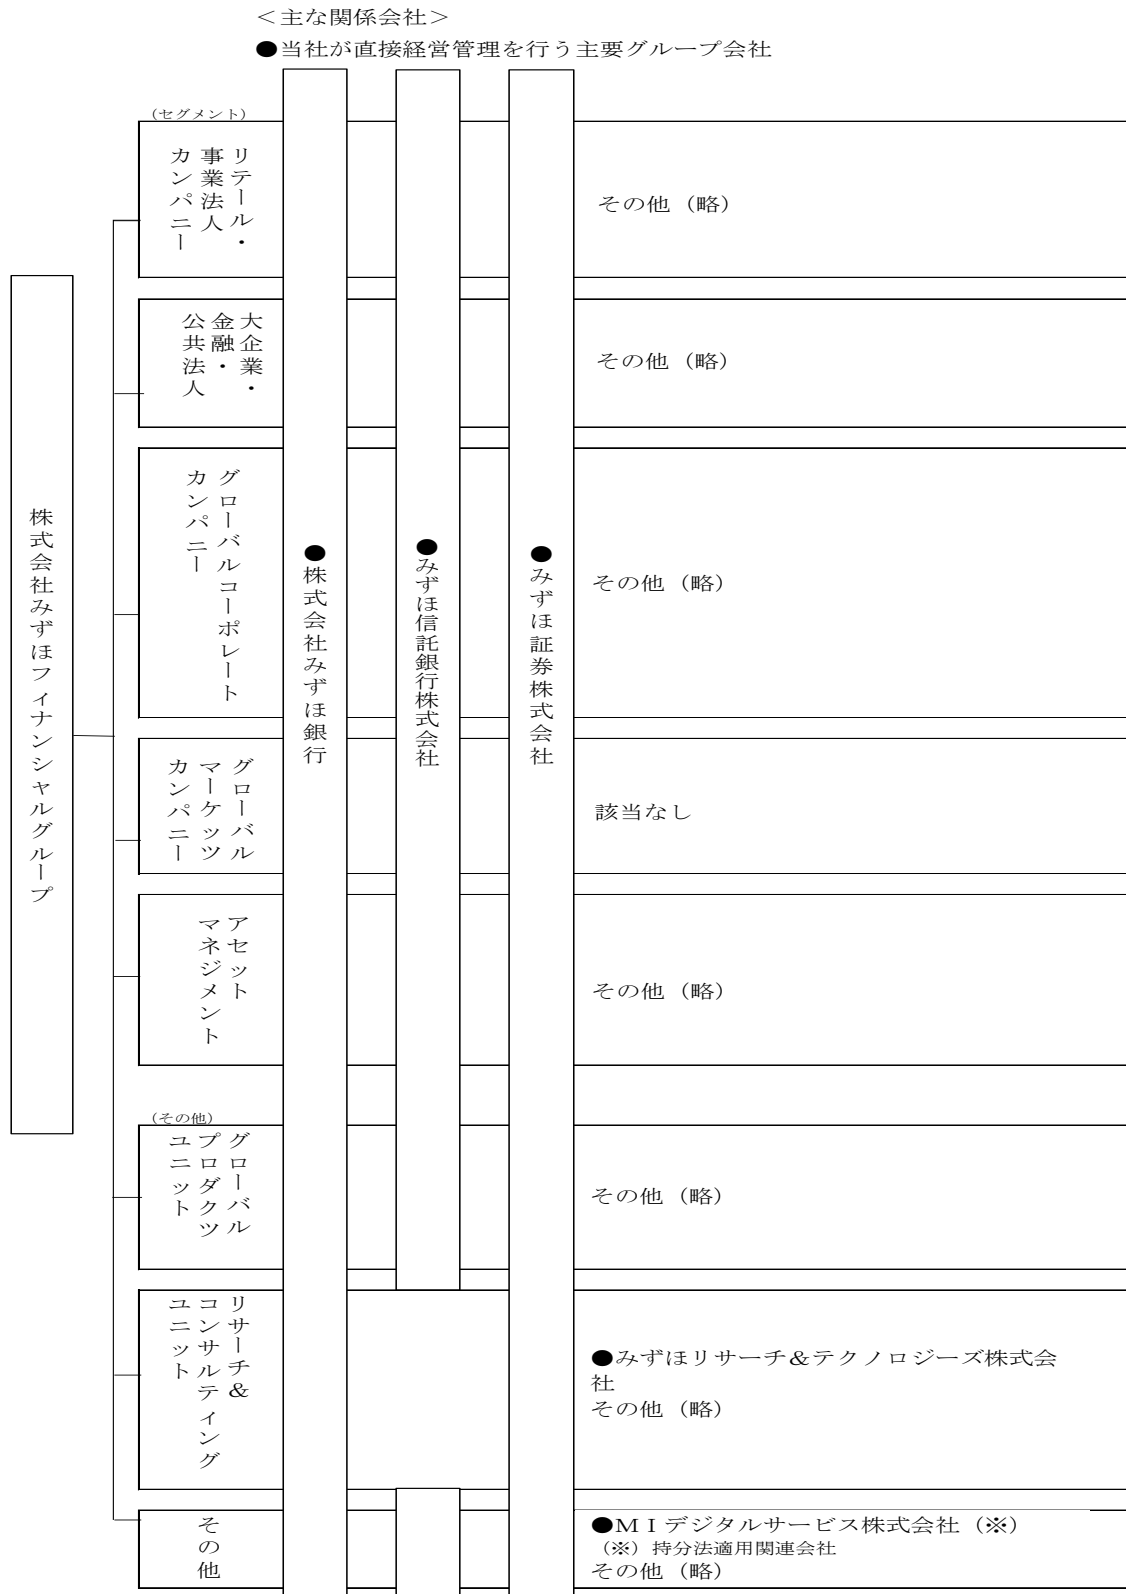 ＜主な関係会社＞
●当社が直接経営管理を行う主要グループ会社
株式会社みずほフィナンシャルグループ
●株式会社みずほ銀行
●みずほ信託銀行株式会社
●みずほ証券株式会社
（セグメント）
リテール・
事業法人
カンパニー
その他（略）
大企業・
金融・
公共法人
その他（略）
グローバルコーポレート
カンパニー
その他（略）
グローバル
マーケッツ
カンパニー
該当なし
アセット
マネジメント
その他（略）
（その他）
グローバル
プロダクツ
ユニット
その他（略）
リサーチ＆
コンサルティング
ユニット
●みずほリサーチ＆テクノロジーズ株式会
社
その他（略）
その他
●ＭＩデジタルサービス株式会社（※）
（※）持分法適用関連会社
その他（略）